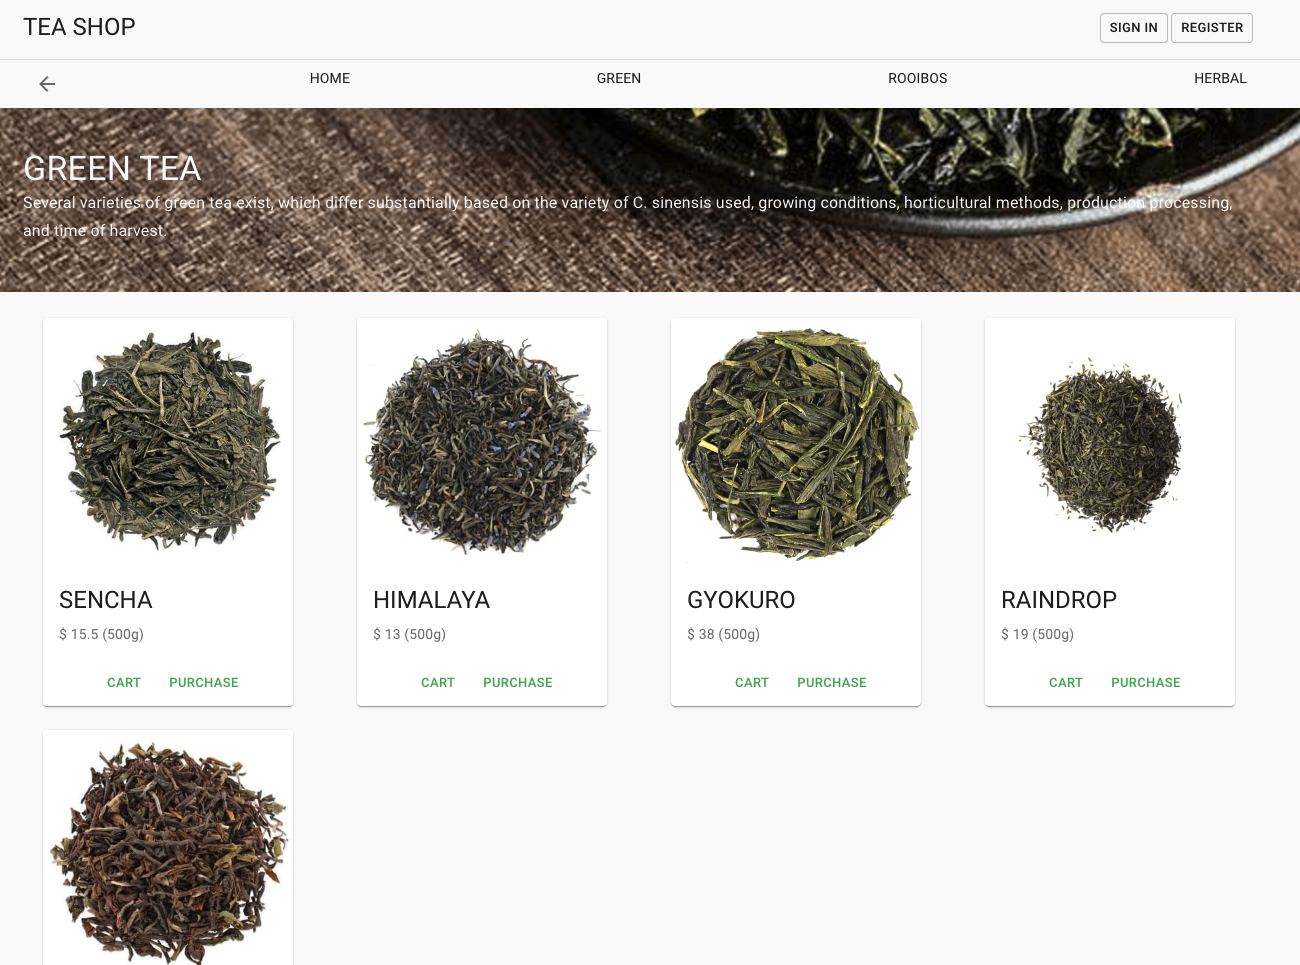 TEA SHOP
SIGN IN REGISTER
HOME GREEN ROOIBOS HERBAL
GREEN TEA
Several varieties of green tea exist, which differ substantially based on the variety of C. sinensis used, growing conditions, horticultural methods, production processing,
and time of harvest.
SENCHA
$ 15.5 (500g)
CART PURCHASE
HIMALAYA
$ 13 (500g)
CART PURCHASE
GYOKURO
$ 38 (500g)
CART PURCHASE
RAINDROP
$ 19 (500g)
CART PURCHASE